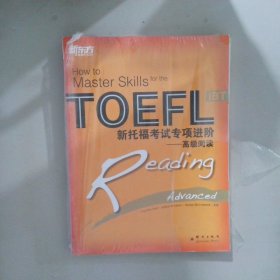 新东方
How to
Master Skills for the
TOEFL iBT
新托福考试专项进阶
——高级阅读
Reading
Advanced